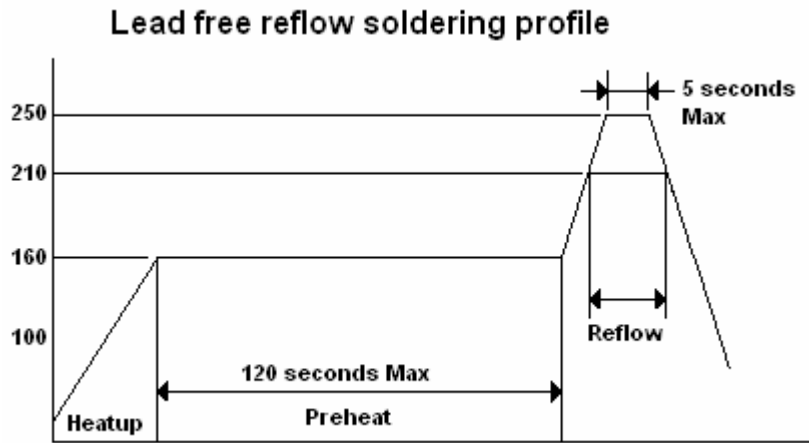 Lead free reflow soldering profile
5 seconds
Max
250
210
160
100
Reflow
120 seconds Max
Preheat
Heatup